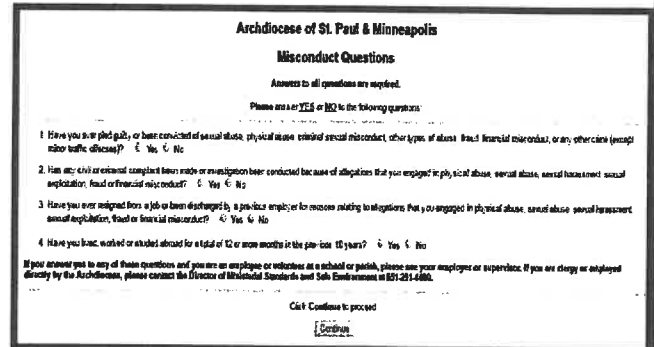 Archdiocese of St. Paul & Minneapolis
Misconduct Questions
Answers to all questions are required.
Please answer YES or NO to the following questions:
1 Have you ever pled guilty or been convicted of sexual abuse, physical abuse criminal sexual misconduct, other types of abuse fraud financial misconduct, or any other crime (except
minor traffic offenses)? Yes No
2. Has any civil or criminal complaint been made or investigation been conducted because of allegations that you engaged in physical abuse, sexual abuse, sexual harassment sexual
exploitation, fraud or financial misconduct? Yes No
3 Have you ever resigned from a job or been discharged by a previous employer for reasons relating to allegations that you engaged in physical abuse, sexual abuse sexual harassment
sexual exploitation, fraud or financial misconduct? Yes No
4 Have you lived, worked or studied abroad for a total of 12 or more months in the previous 10 years? Yes No
If you answer yes to any of these questions and you are an employee or volunteer at a school or parish, please see your employer or supervisor. If you are clergy or employed
directly by the Archdiocese, please contact the Director of Ministerial Standards and Safe Environment at
Click Continue to proceed
Continue